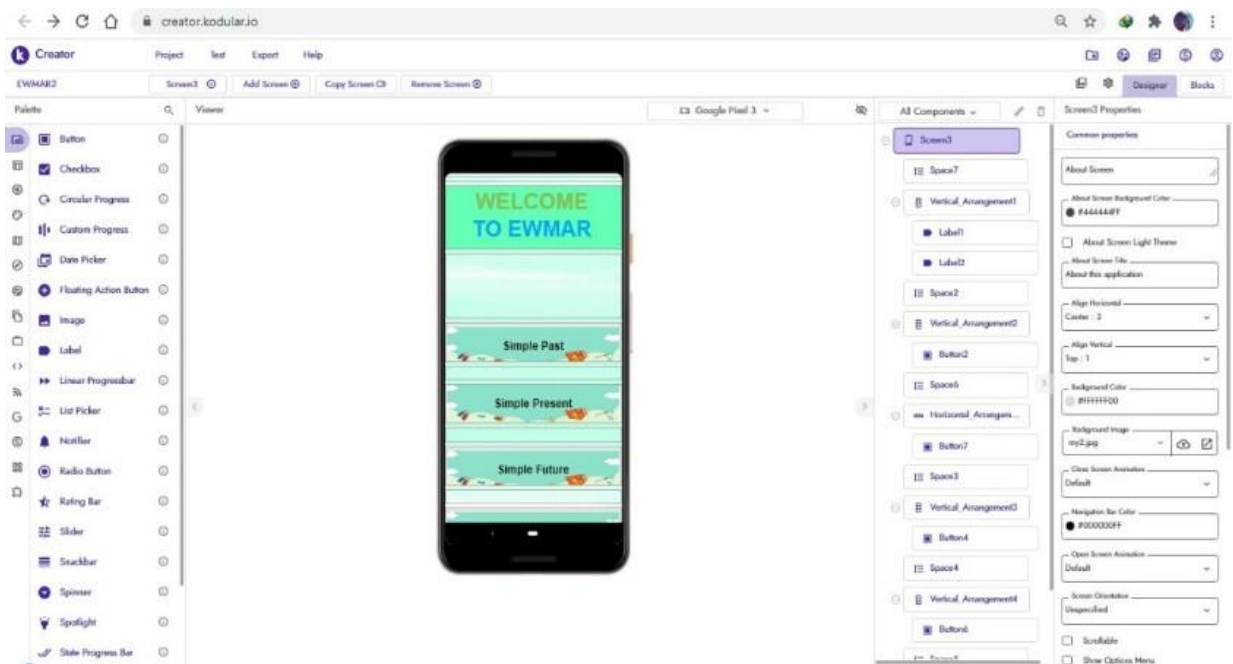 creator.kodular.io
Creator Project Test Export Help
EWMAR2 Screen3 Add Screen Copy Screen Remove Screen Designer Blocks
Palette Viewer Google Pixel 3 All Components Screen3 Properties
Button
Checkbox
Circular Progress
Custom Progress
Date Picker
Floating Action Button
Image
Label
Linear Progressbar
List Picker
Notifier
Radio Button
Rating Bar
Slider
Snackbar
Spinner
Spotlight
State Progress Bar
WELCOME
TO EWMAR
Simple Past
Simple Present
Simple Future
Screen3
Space7
Vertical_Arrangement1
Label1
Label2
Space2
Vertical_Arrangement2
Button2
Space6
Horizontal_Arrangem...
Button7
Space3
Vertical_Arrangement3
Button4
Space4
Vertical_Arrangement4
Button6
Common properties
About Screen
About Screen Background Color
#444444FF
About Screen Light Theme
About Screen Title
About this application
Align Horizontal
Center : 3
Align Vertical
Top : 1
Background Color
#FFFFFF00
Background Image
my2.jpg
Close Screen Animation
Default
Navigation Bar Color
#000000FF
Open Screen Animation
Default
Screen Orientation
Unspecified
Scrollable
Show Options Menu